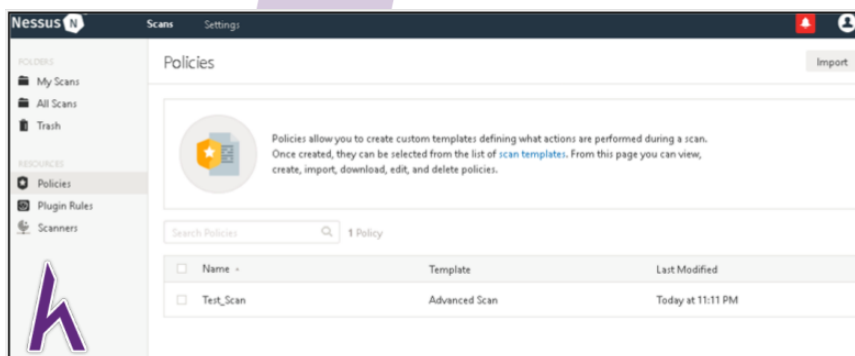 Nessus N
Scans Settings
FOLDERS
My Scans
All Scans
Trash
RESOURCES
Policies
Plugin Rules
Scanners
Policies
Import
Policies allow you to create custom templates defining what actions are performed during a scan.
Once created, they can be selected from the list of scan templates. From this page you can view,
create, import, download, edit, and delete policies.
Search Policies 1 Policy
Name Template Last Modified
Test_Scan Advanced Scan Today at 11:11 PM
h